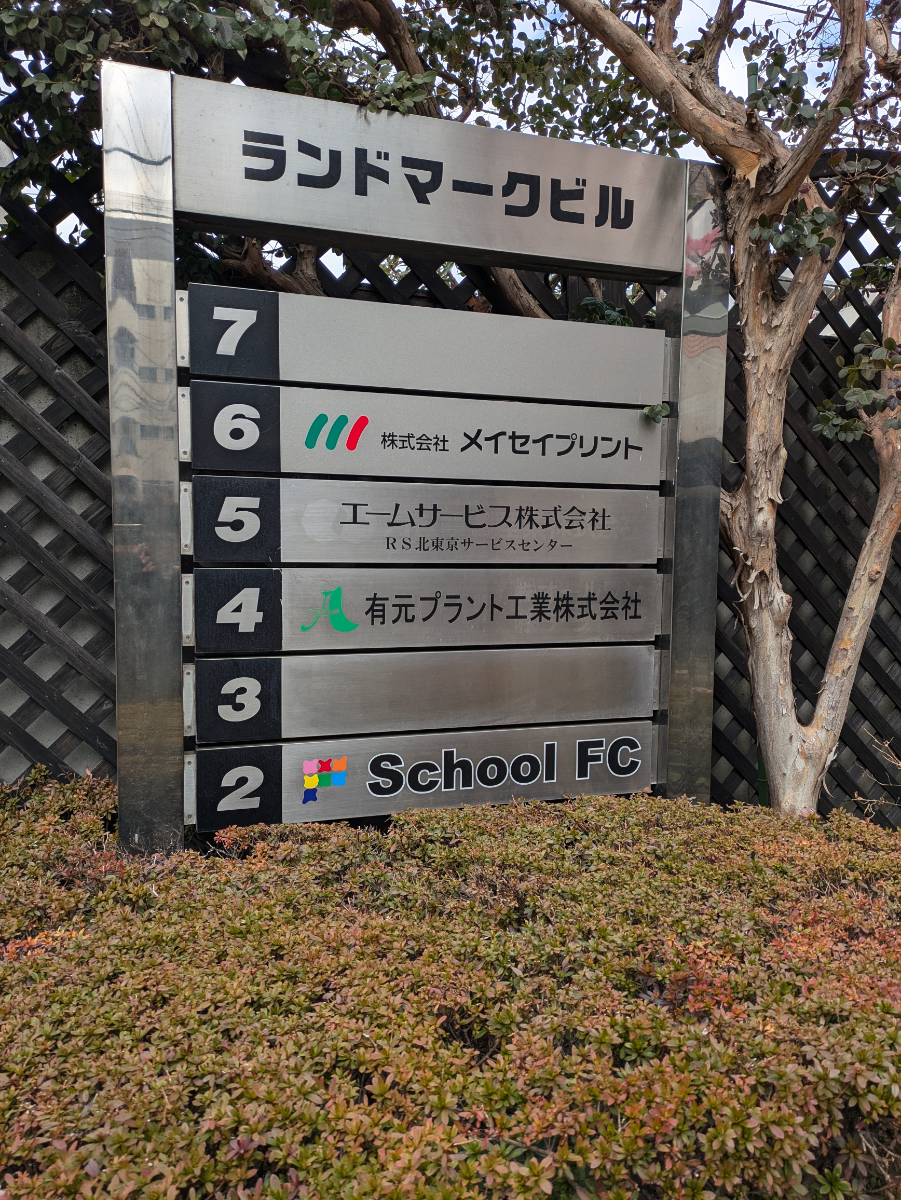 ランドマークビル
7
6 株式会社 メイセイプリント
5 エームサービス株式会社
RS北東京サービスセンター
4 有元プラント工業株式会社
3
2 School FC